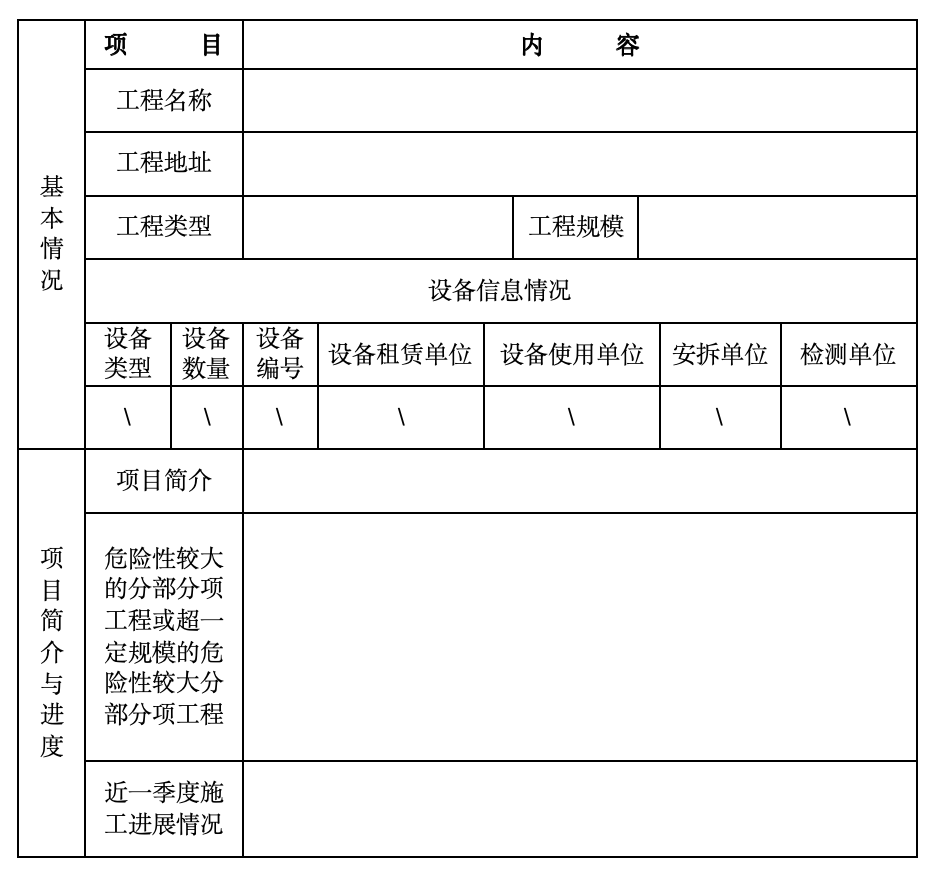 项 目 内 容
基本情况
工程名称
工程地址
工程类型 工程规模
设备信息情况
设备类型 设备数量 设备编号 设备租赁单位 设备使用单位 安拆单位 检测单位
\ \ \ \ \ \ \
项目简介与进度
项目简介
危险性较大
的分部分项
工程或超一
定规模的危
险性较大分
部分项工程
近一季度施
工进展情况